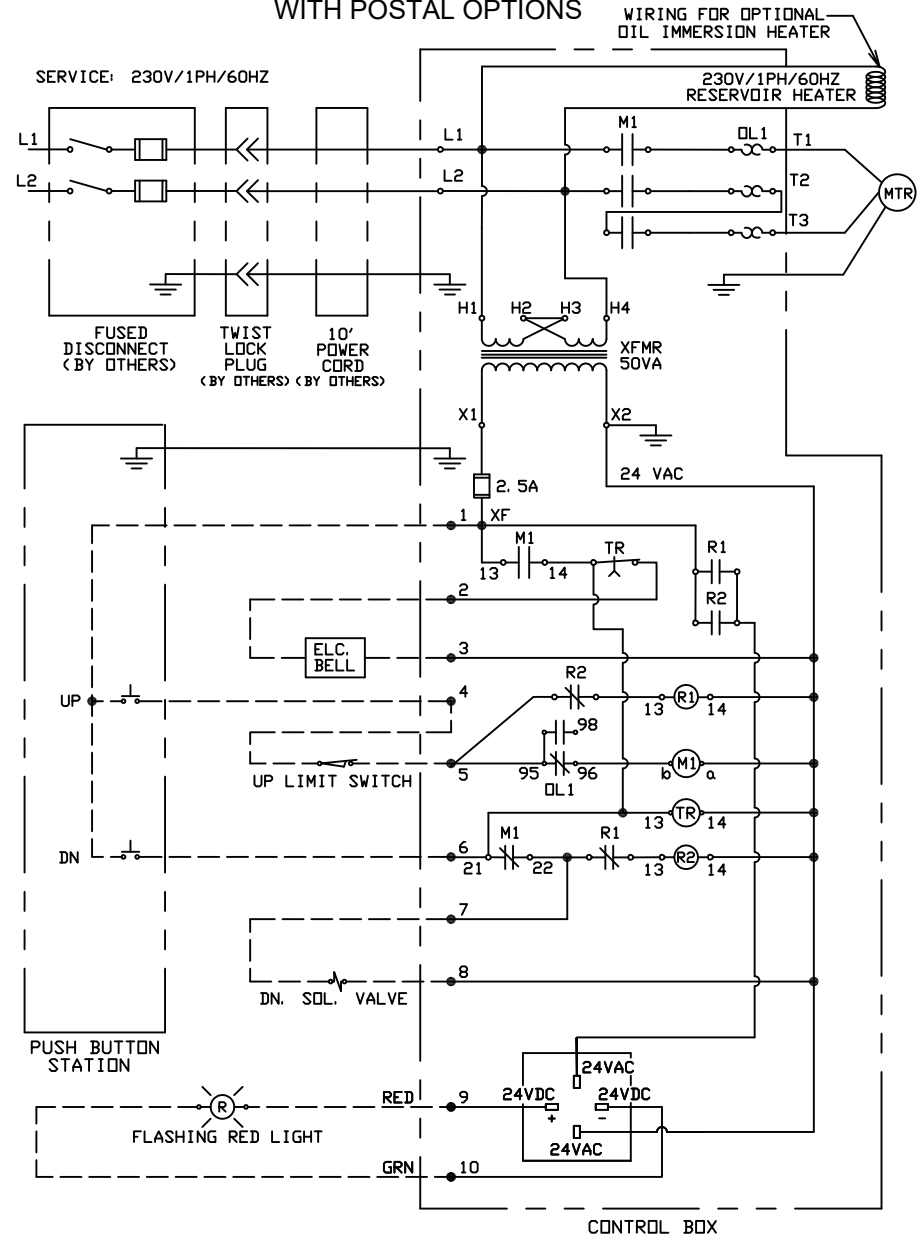 WITH POSTAL OPTIONS
WIRING FOR OPTIONAL
OIL IMMERSION HEATER
SERVICE: 230V/1PH/60HZ
230V/1PH/60HZ
RESERVOIR HEATER
L1
L1
M1
OL1
T1
L2
L2
T2
MTR
T3
H1
H2
H3
H4
FUSED
DISCONNECT
(BY OTHERS)
TWIST
LOCK
PLUG
(BY OTHERS)
10'
POWER
CORD
(BY OTHERS)
XFMR
50VA
X1
X2
2.5A
24 VAC
1
XF
M1
TR
R1
13
14
2
R2
ELC.
BELL
3
UP
4
R2
13
R1
14
98
UP LIMIT SWITCH
5
95
96
OL1
b
M1
a
13
TR
14
DN
6
21
M1
22
R1
13
R2
14
7
8
DN. SOL. VALVE
PUSH BUTTON
STATION
24VAC
24VDC
24VDC
+
-
24VAC
RED
9
R
FLASHING RED LIGHT
GRN
10
CONTROL BOX